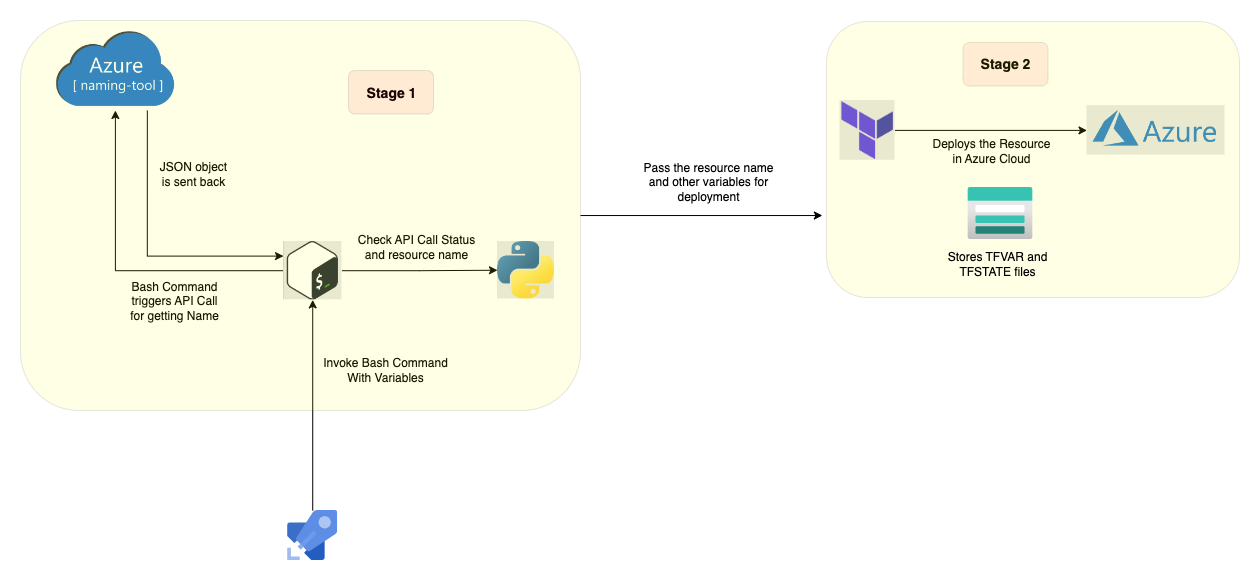 Azure
[ naming-tool ]
Stage 1
JSON object
is sent back
Check API Call Status
and resource name
$_
Bash Command
triggers API Call
for getting Name
Invoke Bash Command
With Variables
Pass the resource name
and other variables for
deployment
Stage 2
Azure
Deploys the Resource
in Azure Cloud
Stores TFVAR and
TFSTATE files